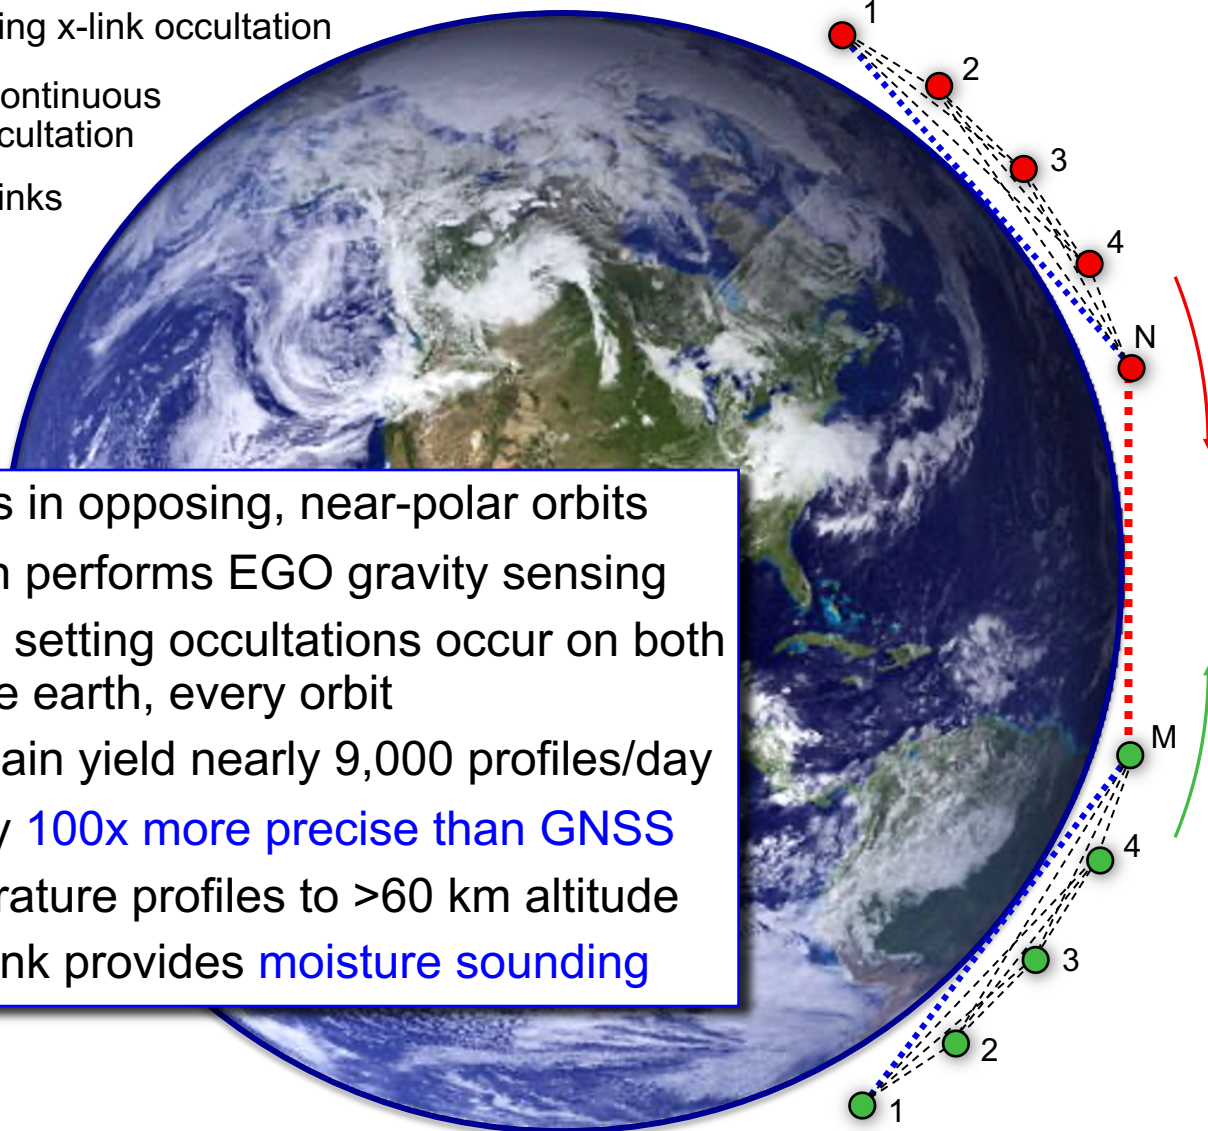 ing x-link occultation
ontinuous
cultation
inks
1
2
3
4
N
s in opposing, near-polar orbits
n performs EGO gravity sensing
setting occultations occur on both
e earth, every orbit
ain yield nearly 9,000 profiles/day
y 100x more precise than GNSS
rature profiles to >60 km altitude
nk provides moisture sounding
M
4
3
2
1